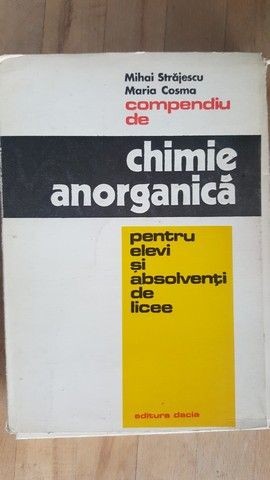 Mihai Străjescu
Maria Cosma
compendiu
de
chimie
anorganică
pentru
elevi
și
absolvenți
de
licee
editura dacia